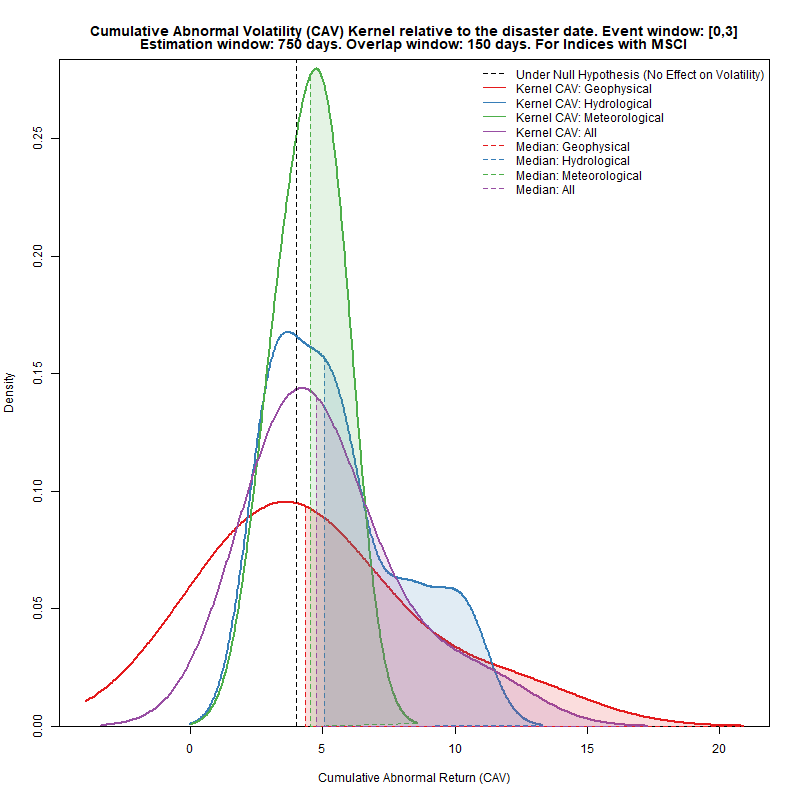 Cumulative Abnormal Volatility (CAV) Kernel relative to the disaster date. Event window: [0,3]
Estimation window: 750 days. Overlap window: 150 days. For Indices with MSCI
Under Null Hypothesis (No Effect on Volatility)
Kernel CAV: Geophysical
Kernel CAV: Hydrological
Kernel CAV: Meteorological
Kernel CAV: All
Median: Geophysical
Median: Hydrological
Median: Meteorological
Median: All
Density
0.25
0.20
0.15
0.10
0.05
0.00
0 5 10 15 20
Cumulative Abnormal Return (CAV)